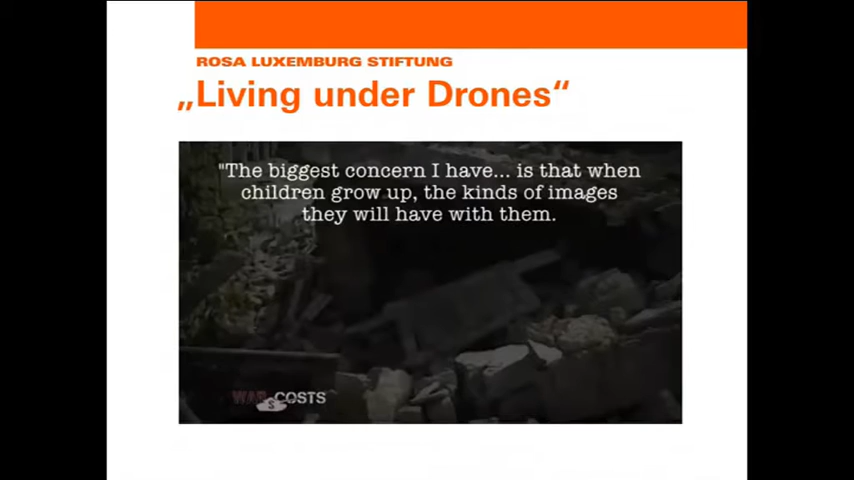 ROSA LUXEMBURG STIFTUNG
„Living under Drones“
"The biggest concern I have... is that when
children grow up, the kinds of images
they will have with them.
WAR COSTS
$